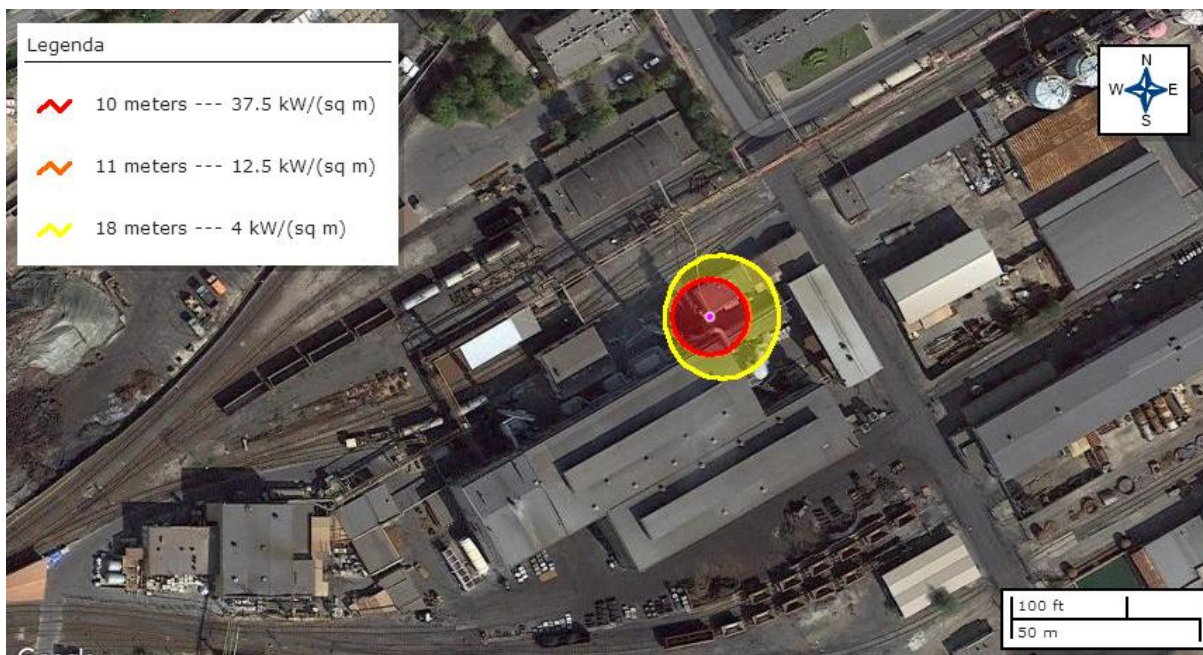 Legenda
10 meters --- 37.5 kW/(sq m)
11 meters --- 12.5 kW/(sq m)
18 meters --- 4 kW/(sq m)
N
W E
S
100 ft
50 m